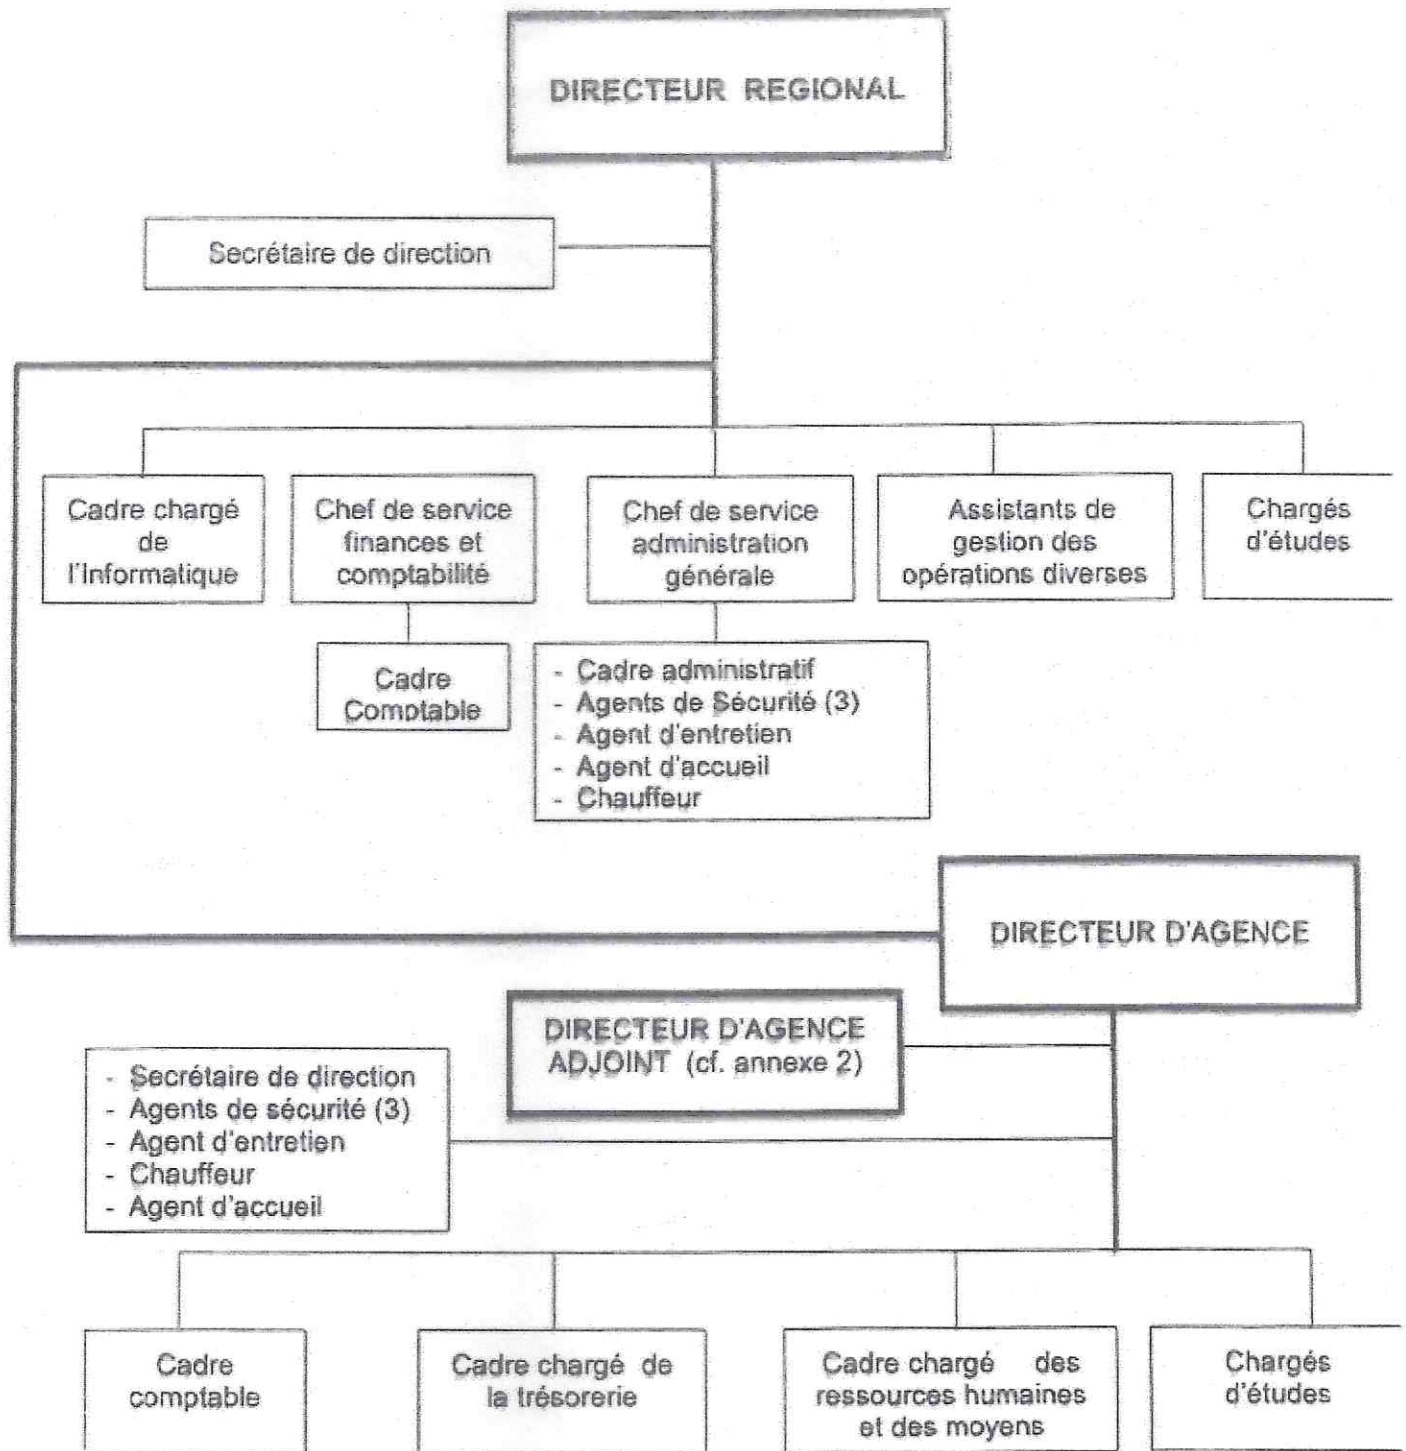 DIRECTEUR REGIONAL
Secrétaire de direction
Cadre chargé
de
l'Informatique
Chef de service
finances et
comptabilité
Chef de service
administration
générale
Assistants de
gestion des
opérations diverses
Chargés
d'études
Cadre
Comptable
- Cadre administratif
- Agents de Sécurité (3)
- Agent d'entretien
- Agent d'accueil
- Chauffeur
DIRECTEUR D'AGENCE
DIRECTEUR D'AGENCE
ADJOINT (cf. annexe 2)
- Secrétaire de direction
- Agents de sécurité (3)
- Agent d'entretien
- Chauffeur
- Agent d'accueil
Cadre
comptable
Cadre chargé de
la trésorerie
Cadre chargé des
ressources humaines
et des moyens
Chargés
d'études